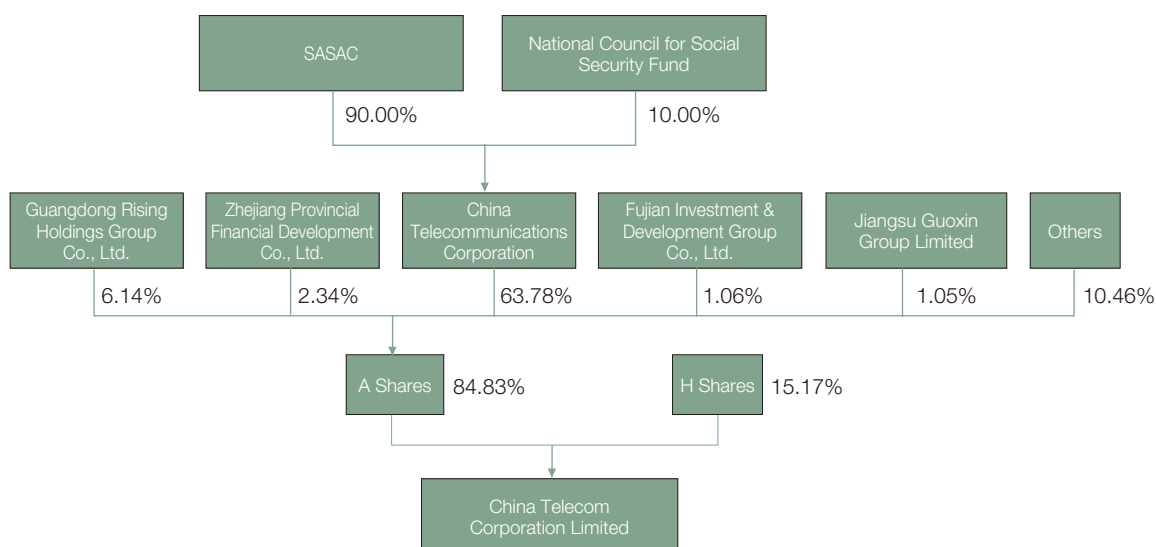 SASAC
National Council for Social
Security Fund
90.00%
10.00%
Guangdong Rising
Holdings Group
Co., Ltd.
Zhejiang Provincial
Financial Development
Co., Ltd.
China
Telecommunications
Corporation
Fujian Investment &
Development Group
Co., Ltd.
Jiangsu Guoxin
Group Limited
Others
6.14%
2.34%
63.78%
1.06%
1.05%
10.46%
A Shares
84.83%
H Shares
15.17%
China Telecom
Corporation Limited